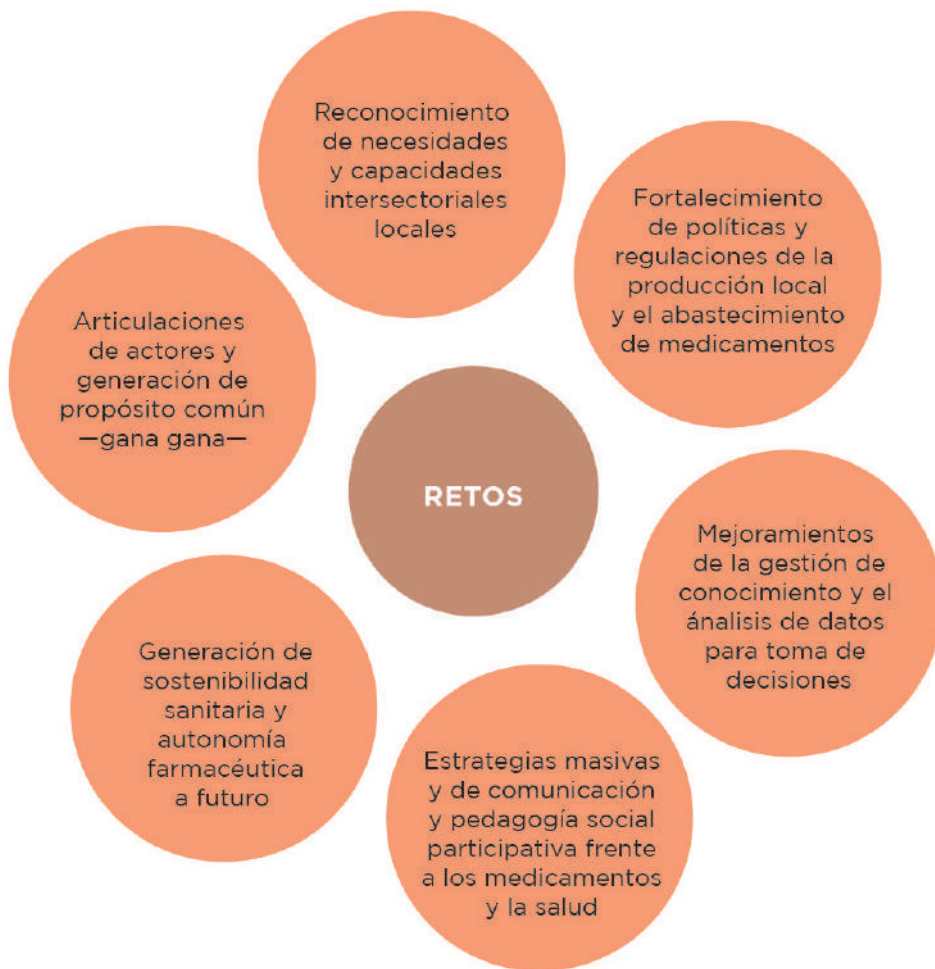 Reconocimiento
de necesidades
y capacidades
intersectoriales
locales
Fortalecimiento
de políticas y
regulaciones de la
producción local
y el abastecimiento
de medicamentos
Articulaciones
de actores y
generación de
propósito común
—gana gana—
RETOS
Mejoramientos
de la gestión de
conocimiento y el
ánalisis de datos
para toma de
decisiones
Generación de
sostenibilidad
sanitaria y
autonomía
farmacéutica
a futuro
Estrategias masivas
y de comunicación
y pedagogía social
participativa frente
a los medicamentos
y la salud